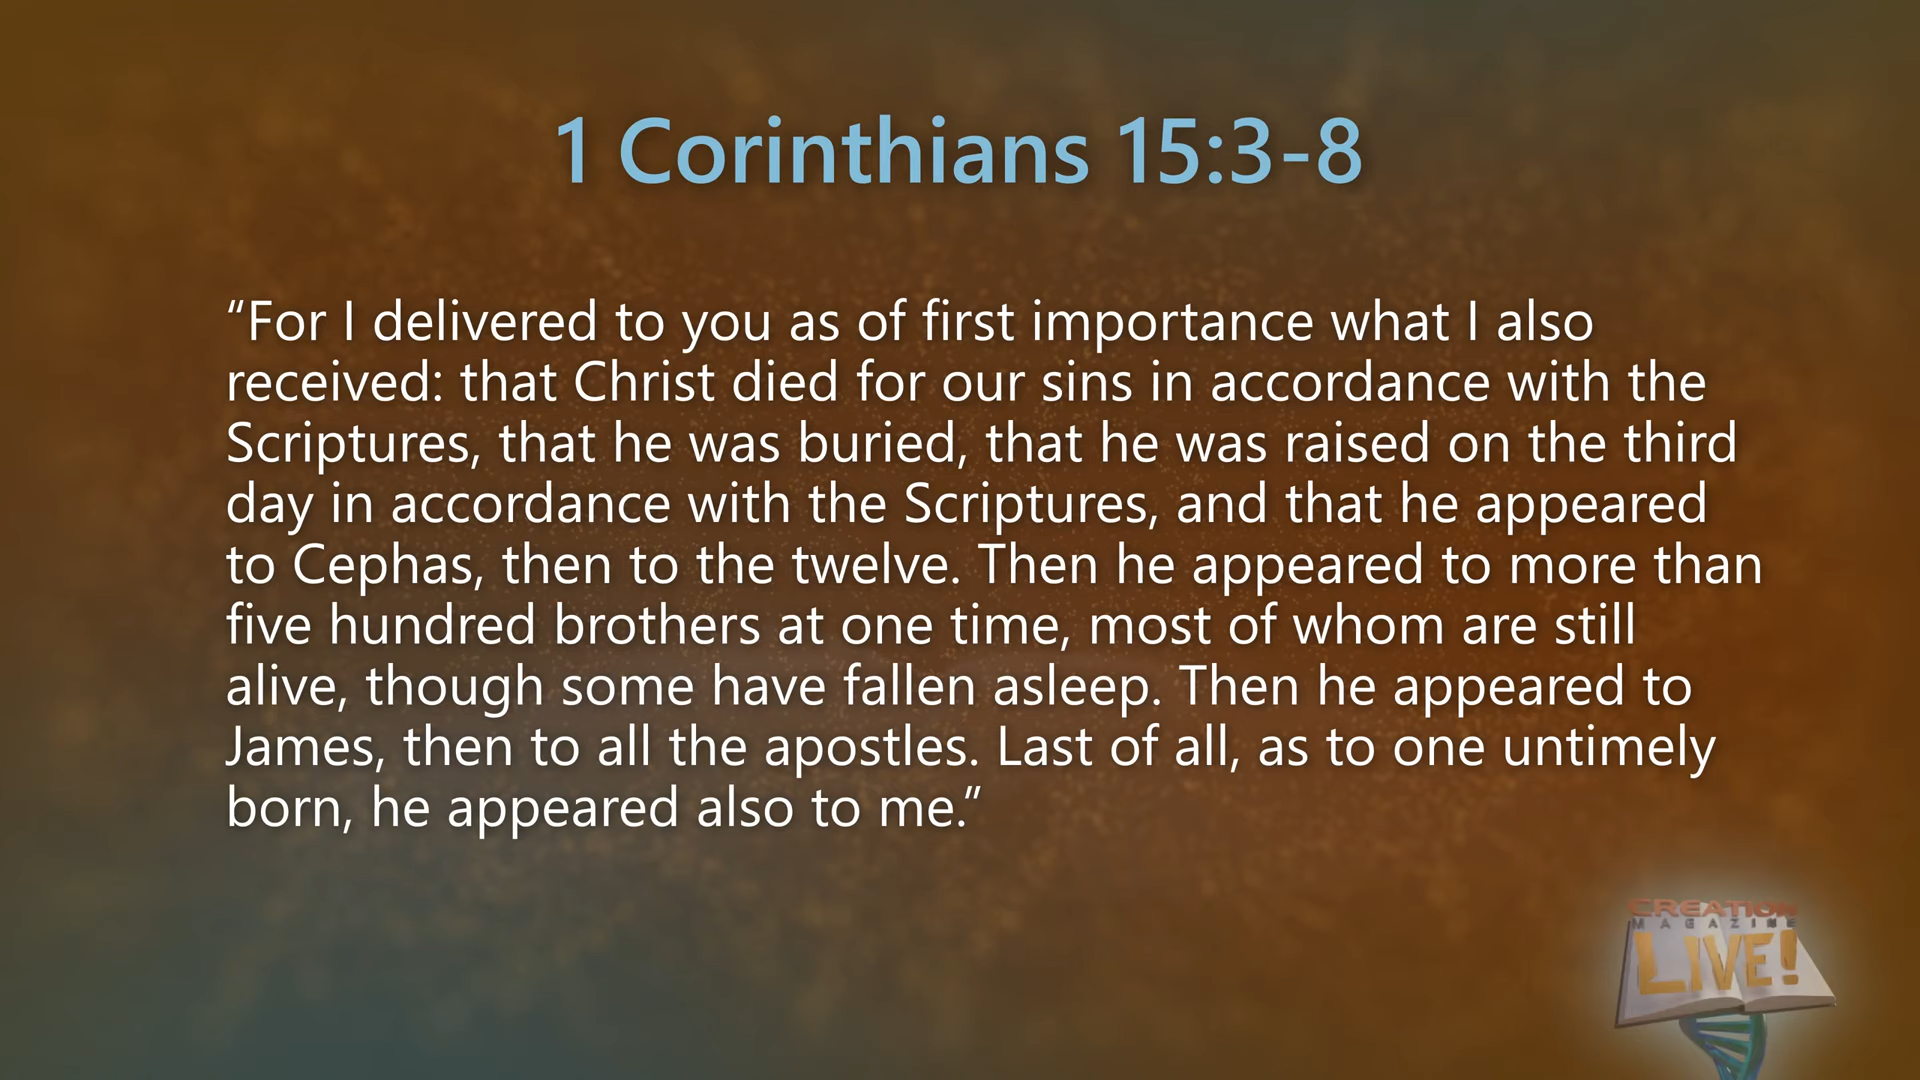 1 Corinthians 15:3-8
“For I delivered to you as of first importance what I also
received: that Christ died for our sins in accordance with the
Scriptures, that he was buried, that he was raised on the third
day in accordance with the Scriptures, and that he appeared
to Cephas, then to the twelve. Then he appeared to more than
five hundred brothers at one time, most of whom are still
alive, though some have fallen asleep. Then he appeared to
James, then to all the apostles. Last of all, as to one untimely
born, he appeared also to me.”
CREATION
MAGAZINE
LIVE!